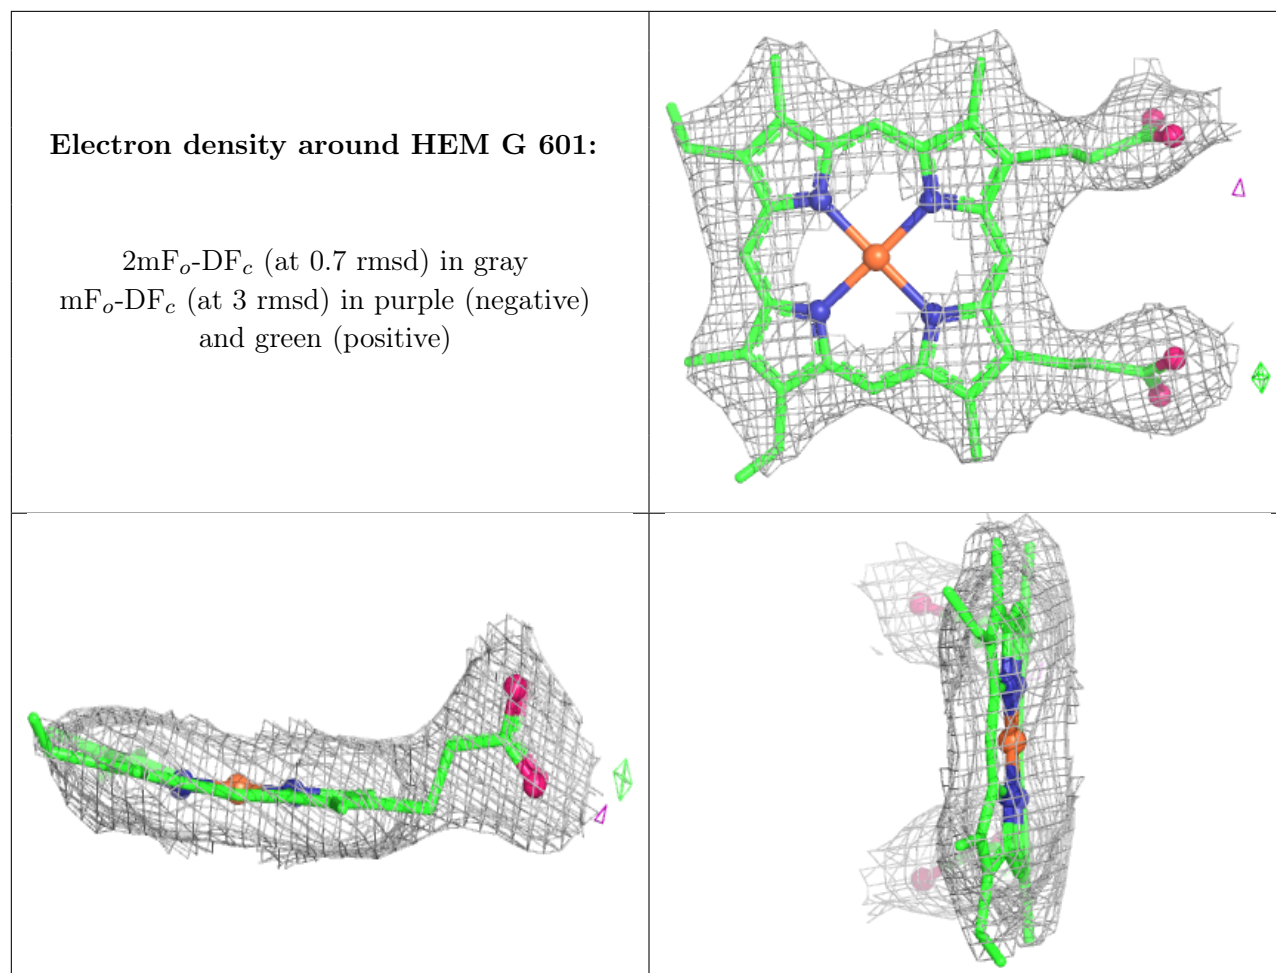 Electron density around HEM G 601:
2mFo-DFc (at 0.7 rmsd) in gray
mFo-DFc (at 3 rmsd) in purple (negative)
and green (positive)